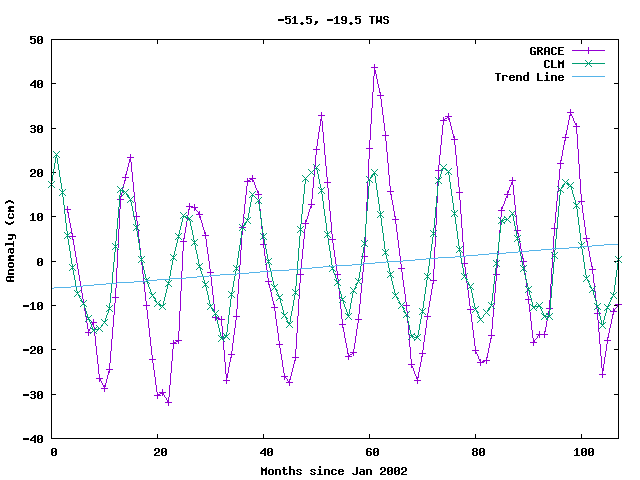 -51.5, -19.5 TWS
GRACE
CLM
Trend Line
50
40
30
20
10
0
-10
-20
-30
-40
Anomaly (cm)
0 20 40 60 80 100
Months since Jan 2002